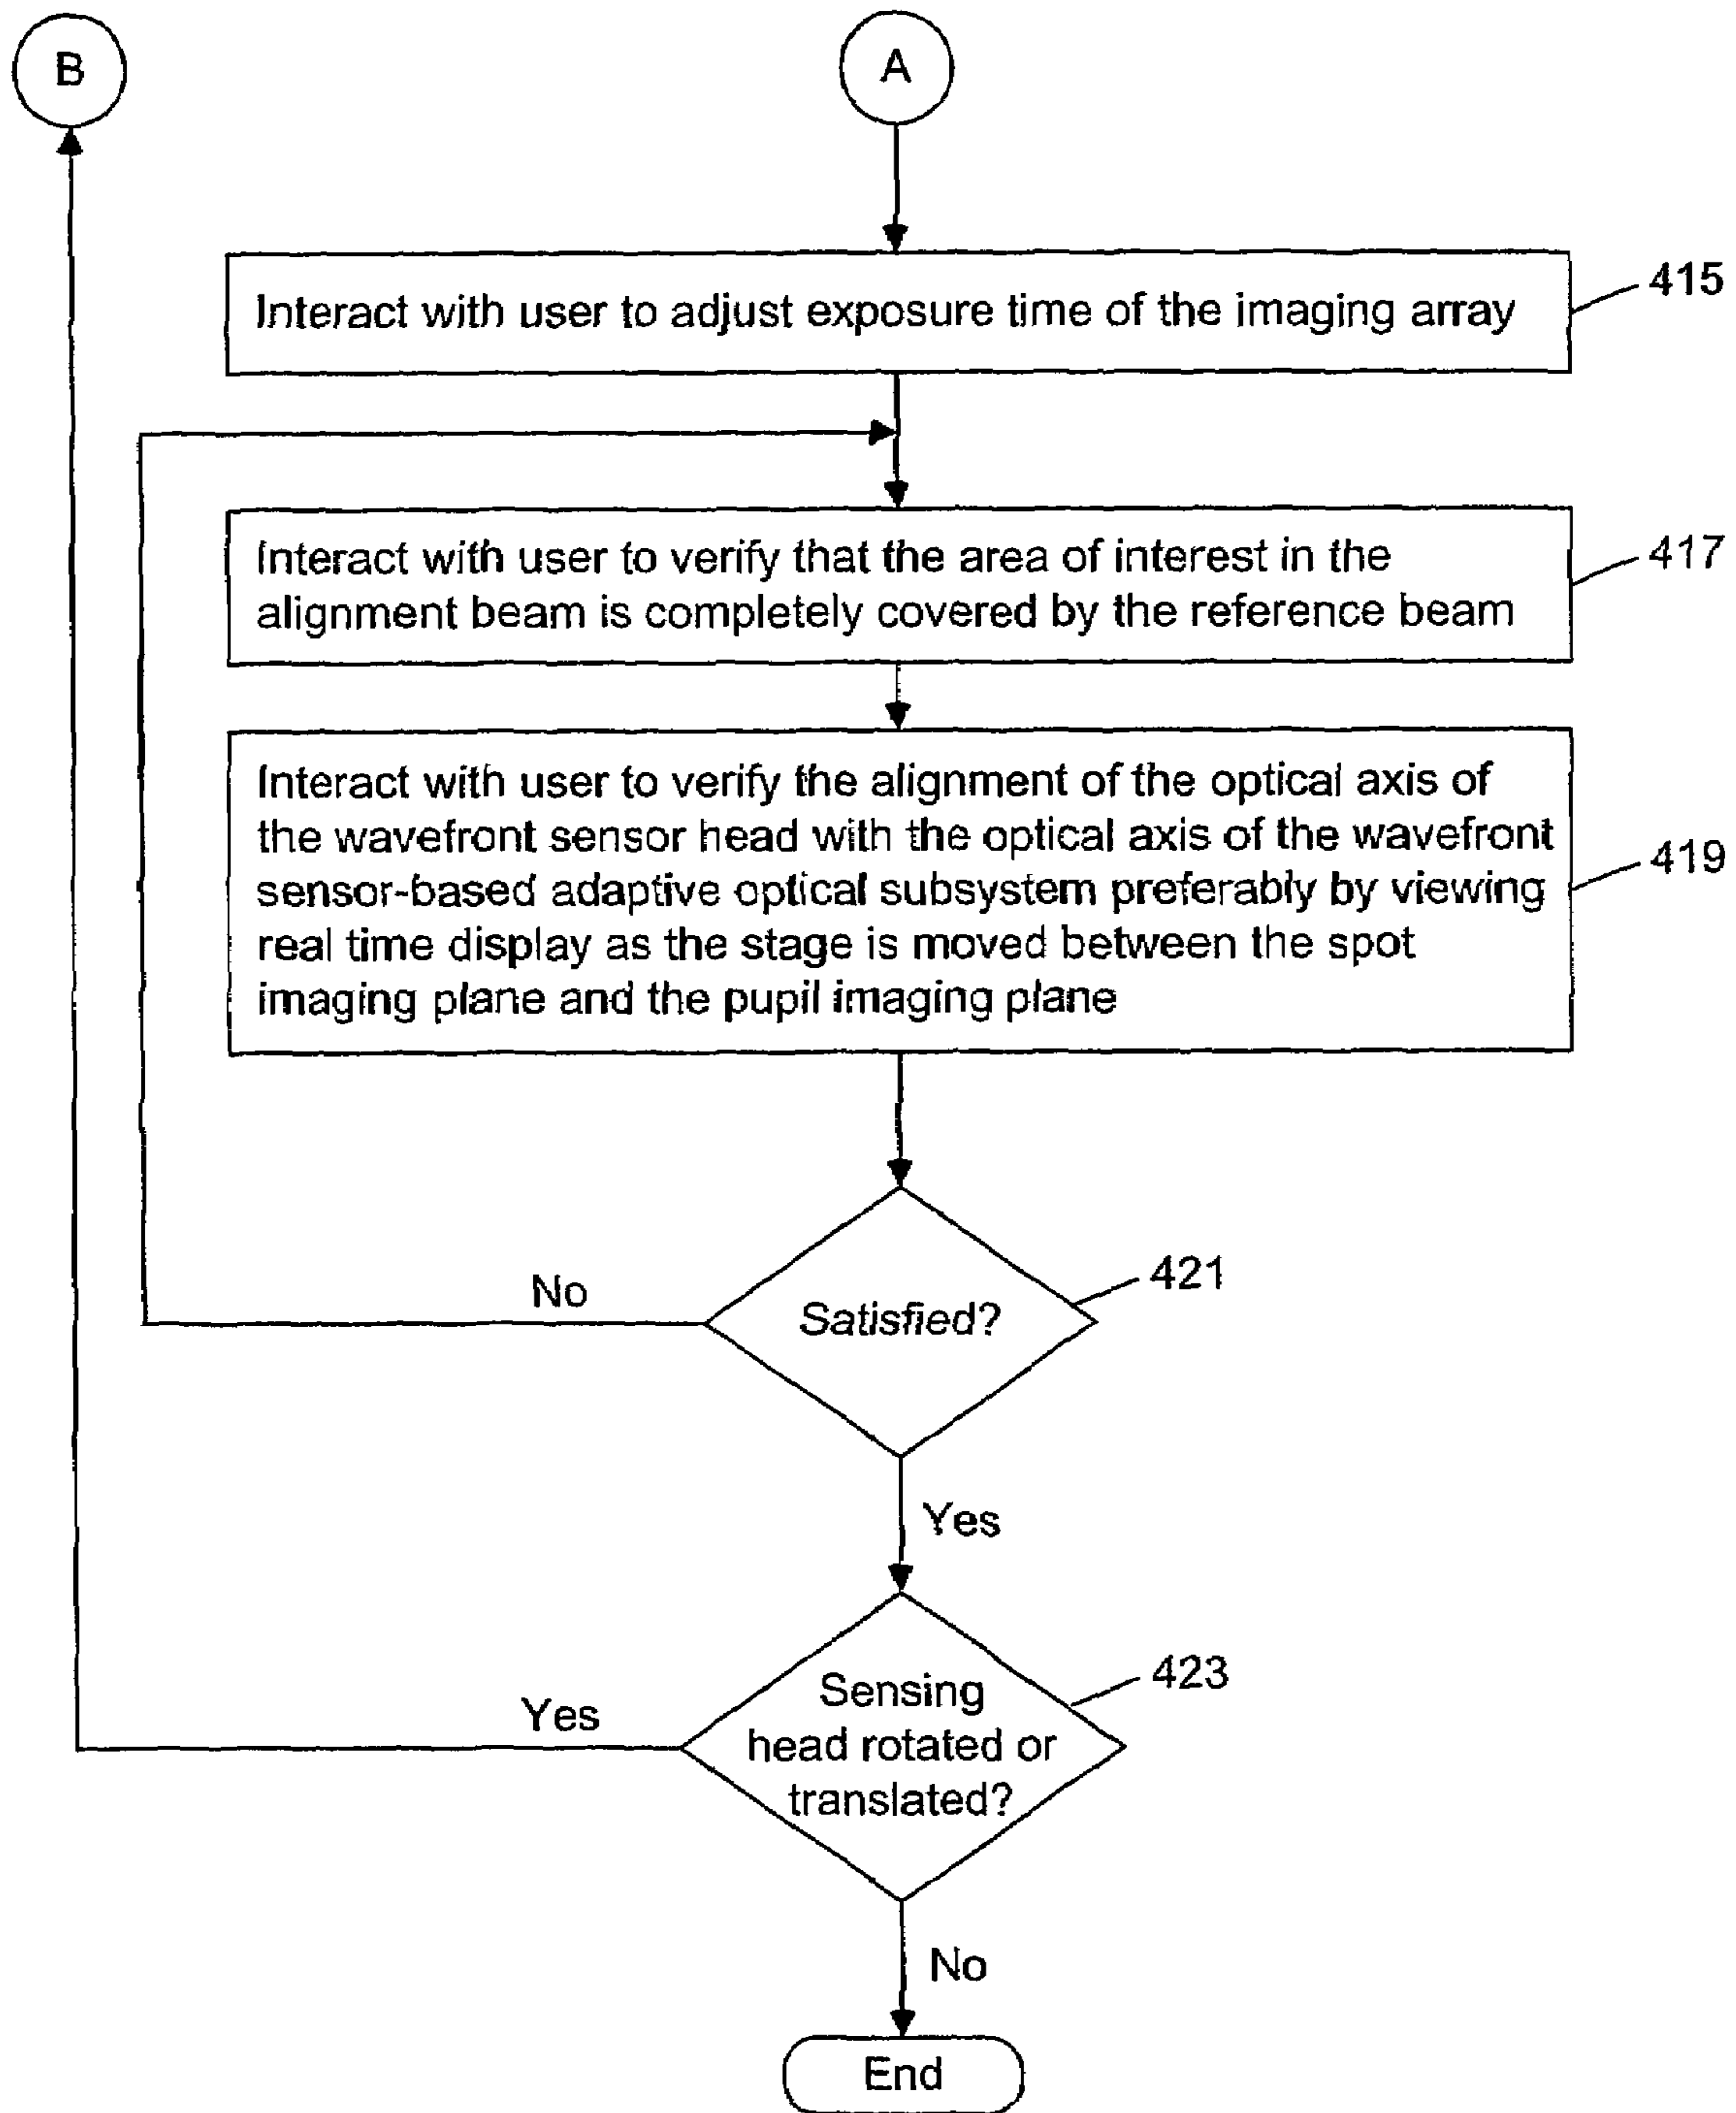 B
A
Interact with user to adjust exposure time of the imaging array
415
Interact with user to verify that the area of interest in the
alignment beam is completely covered by the reference beam
417
Interact with user to verify the alignment of the optical axis of
the wavefront sensor head with the optical axis of the wavefront
sensor-based adaptive optical subsystem preferably by viewing
real time display as the stage is moved between the spot
imaging plane and the pupil imaging plane
419
No
Satisfied?
421
Yes
Yes
Sensing
head rotated or
translated?
423
No
End